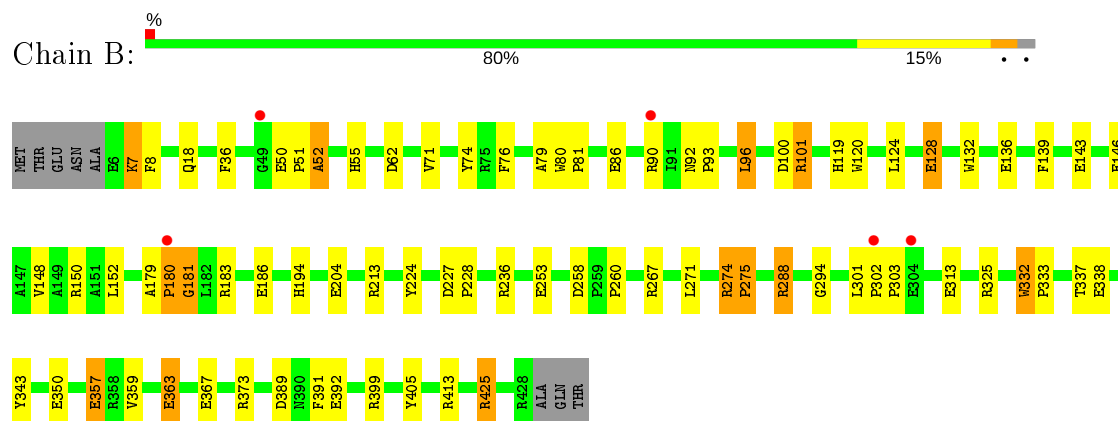 %
Chain B:
80% 15% • •
MET THR GLU ASN ALA E6 K7 F8 Q18 F36 G49 E50 P51 A52 H55 D62 V71 Y74 R75 F76 A79 W80 P81 E86 R90 I91 N92 P93 L96 D100 R101 H119 W120 L124 E128 W132 E136 F139 E143
A147 V148 A149 R150 A151 L152 A179 P180 G181 L182 R183 E186 H194 E204 R213 Y224 D227 P228 R236 E253 D258 P259 P260 R267 L271 R274 P275 R288 G294 L301 P302 P303 E304 E313 R325 W332 P333 T337 E338
Y343 E350 E357 R358 V359 E363 E367 R373 D389 N390 F391 E392 R399 Y405 R413 R425 R428 ALA GLN THR